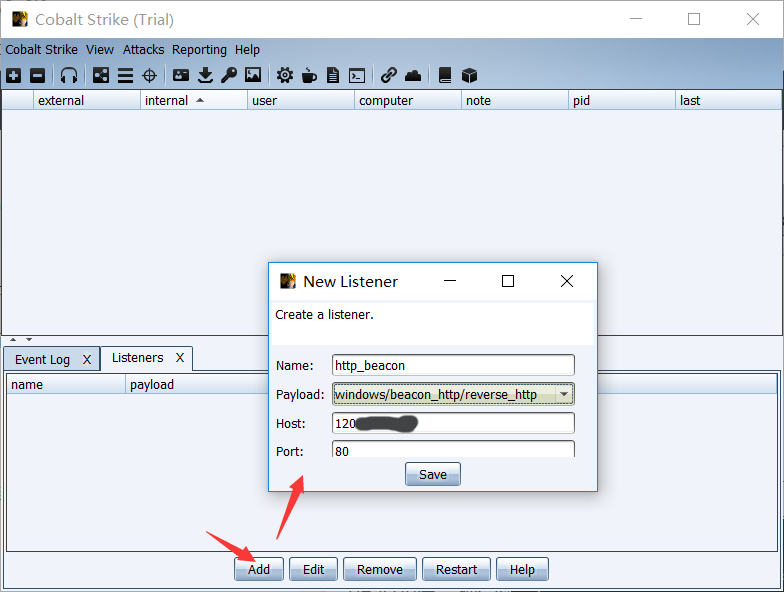 Cobalt Strike (Trial)
Cobalt Strike View Attacks Reporting Help
external internal user computer note pid last
New Listener
Create a listener.
Name: http_beacon
Payload: windows/beacon_http/reverse_http
Host: 120
Port: 80
Save
Event Log X Listeners X
name payload
Add Edit Remove Restart Help